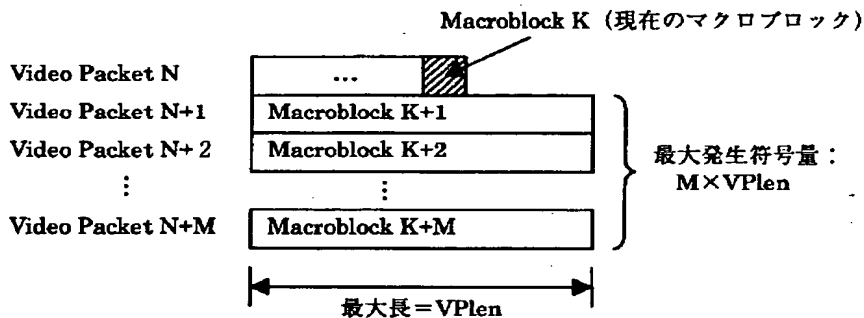 Macroblock K (現在のマクロブロック)
Video Packet N
...
Video Packet N+1
Macroblock K+1
Video Packet N+ 2
Macroblock K+2
⋮
⋮
最大発生符号量：
M×VPlen
Video Packet N+M
Macroblock K+M
最大長＝VPlen